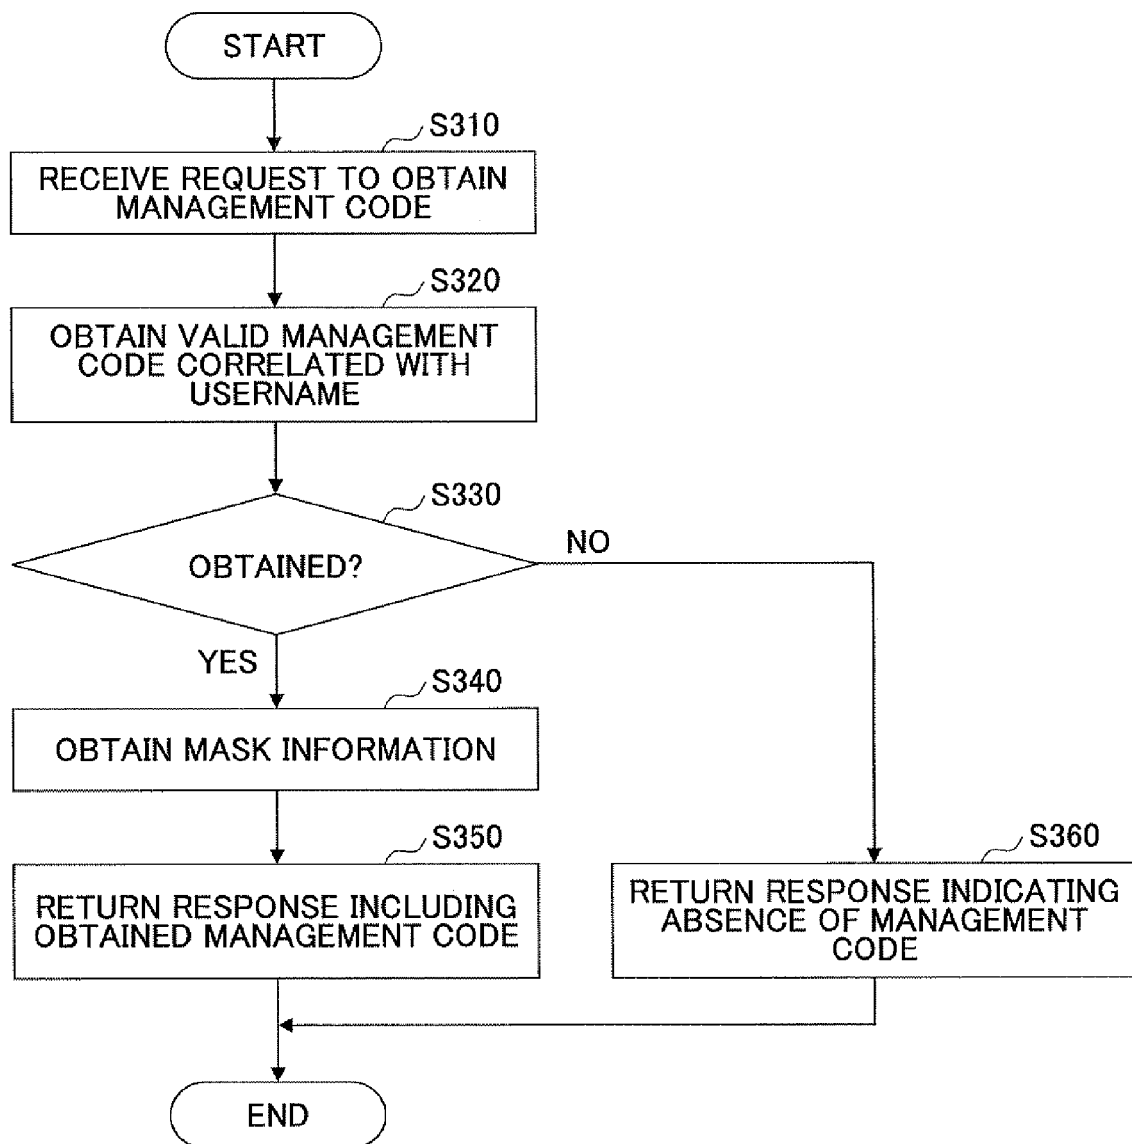 START
S310
RECEIVE REQUEST TO OBTAIN
MANAGEMENT CODE
S320
OBTAIN VALID MANAGEMENT
CODE CORRELATED WITH
USERNAME
S330
OBTAINED?
NO
YES
S340
OBTAIN MASK INFORMATION
S350
RETURN RESPONSE INCLUDING
OBTAINED MANAGEMENT CODE
S360
RETURN RESPONSE INDICATING
ABSENCE OF MANAGEMENT
CODE
END